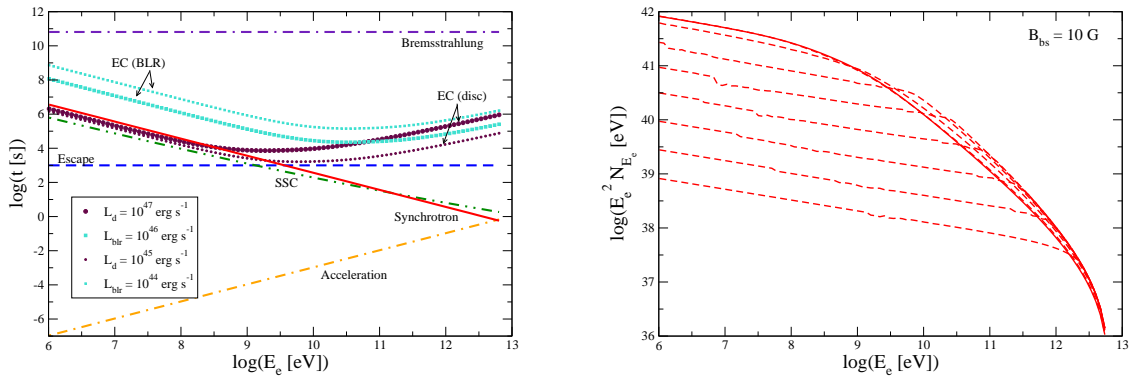 12
10
8
6
4
2
0
-2
-4
-6
log(t [s])
6 7 8 9 10 11 12 13
log(E_e [eV])
Bremsstrahlung
EC (BLR)
EC (disc)
Escape
SSC
Synchrotron
Acceleration
L_d = 10^47 erg s^-1
L_blr = 10^46 erg s^-1
L_d = 10^45 erg s^-1
L_blr = 10^44 erg s^-1
42
41
40
39
38
37
36
log(E_e^2 N_{E_e} [eV])
B_bs = 10 G
6 7 8 9 10 11 12 13
log(E_e [eV])